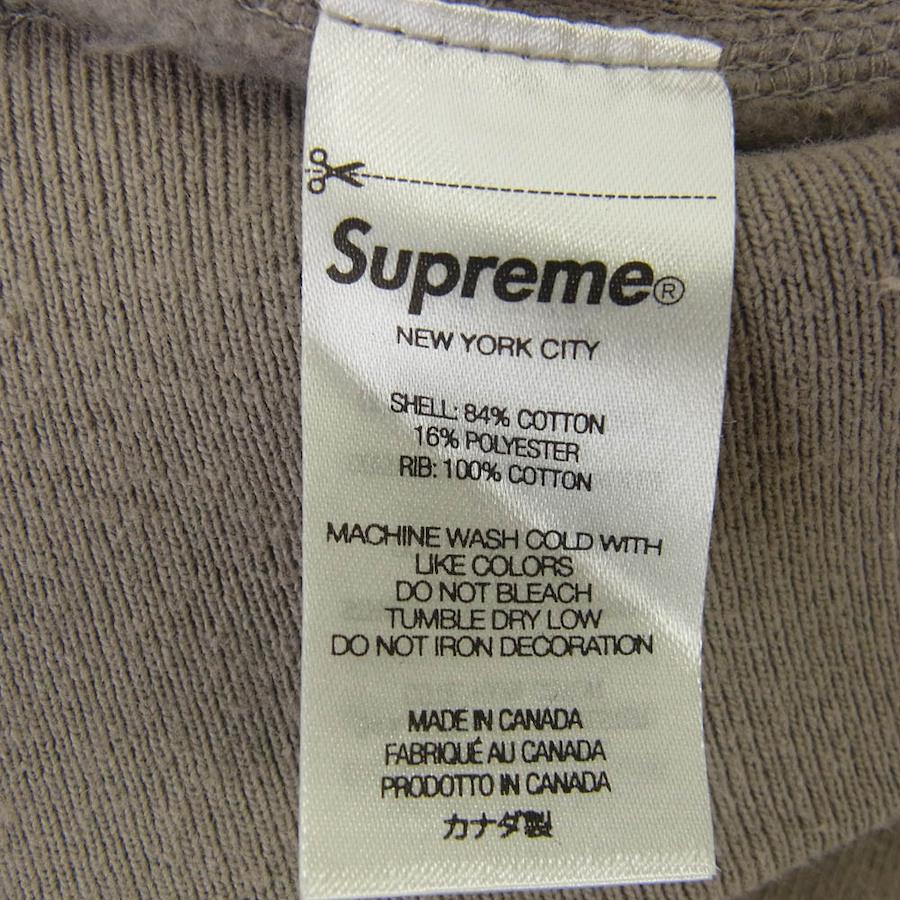 Supreme®
NEW YORK CITY
SHELL: 84% COTTON
16% POLYESTER
RIB: 100% COTTON
MACHINE WASH COLD WITH
LIKE COLORS
DO NOT BLEACH
TUMBLE DRY LOW
DO NOT IRON DECORATION
MADE IN CANADA
FABRIQUÉ AU CANADA
PRODOTTO IN CANADA
カナダ製